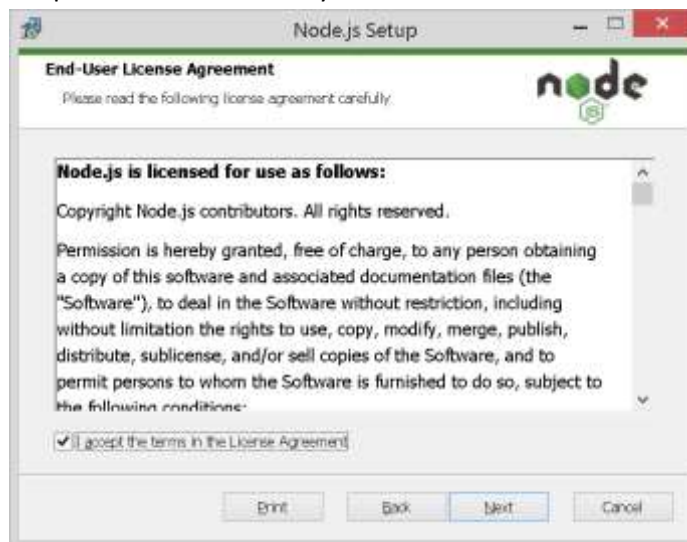 Node.js Setup
End-User License Agreement
Please read the following license agreement carefully
node
JS
Node.js is licensed for use as follows:
Copyright Node.js contributors. All rights reserved.
Permission is hereby granted, free of charge, to any person obtaining
a copy of this software and associated documentation files (the
"Software"), to deal in the Software without restriction, including
without limitation the rights to use, copy, modify, merge, publish,
distribute, sublicense, and/or sell copies of the Software, and to
permit persons to whom the Software is furnished to do so, subject to
the following conditions:
I accept the terms in the License Agreement
Print
Back
Next
Cancel